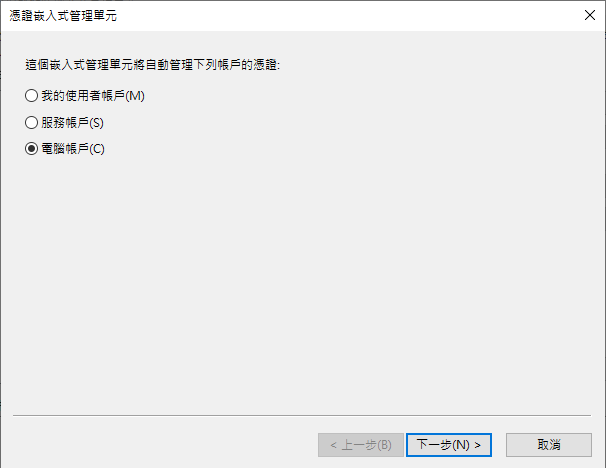 憑證嵌入式管理單元
這個嵌入式管理單元將自動管理下列帳戶的憑證:
我的使用者帳戶(M)
服務帳戶(S)
電腦帳戶(C)
< 上一步(B) 下一步(N) > 取消